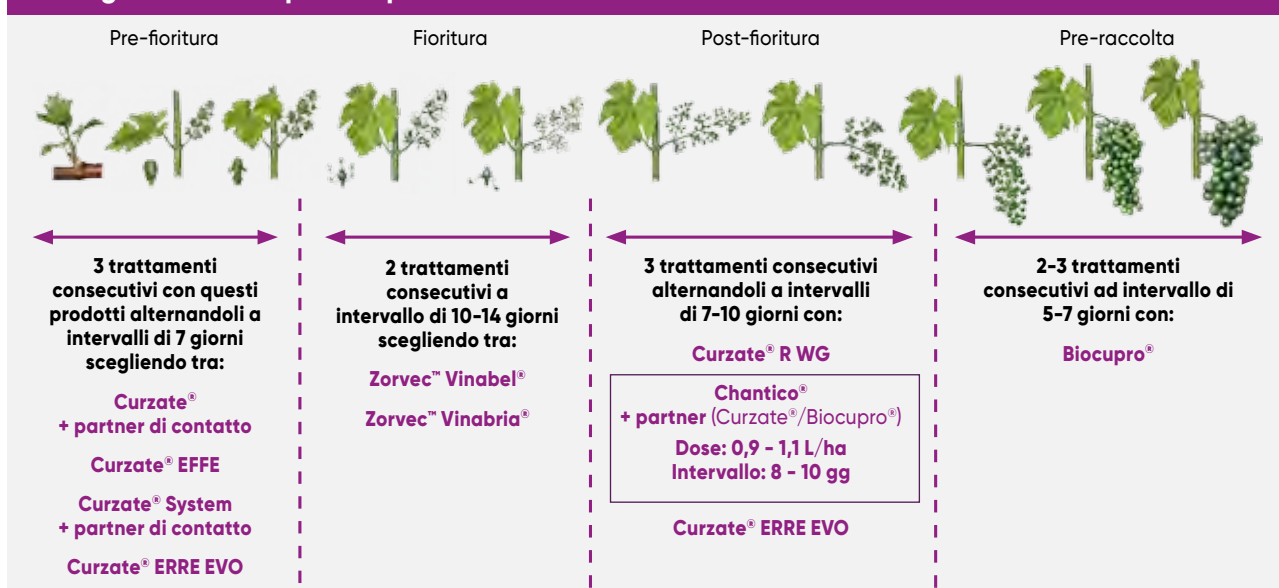 Pre-fioritura
Fioritura
Post-fioritura
Pre-raccolta
3 trattamenti
consecutivi con questi
prodotti alternandoli a
intervalli di 7 giorni
scegliendo tra:
Curzate®
+ partner di contatto
Curzate® EFFE
Curzate® System
+ partner di contatto
Curzate® ERRE EVO
2 trattamenti
consecutivi a
intervallo di 10-14 giorni
scegliendo tra:
Zorvec™ Vinabel®
Zorvec™ Vinabria®
3 trattamenti consecutivi
alternandoli a intervalli
di 7-10 giorni con:
Curzate® R WG
Chantico®
+ partner (Curzate®/Biocupro®)
Dose: 0,9 - 1,1 L/ha
Intervallo: 8 - 10 gg
Curzate® ERRE EVO
2-3 trattamenti
consecutivi ad intervallo di
5-7 giorni con:
Biocupro®